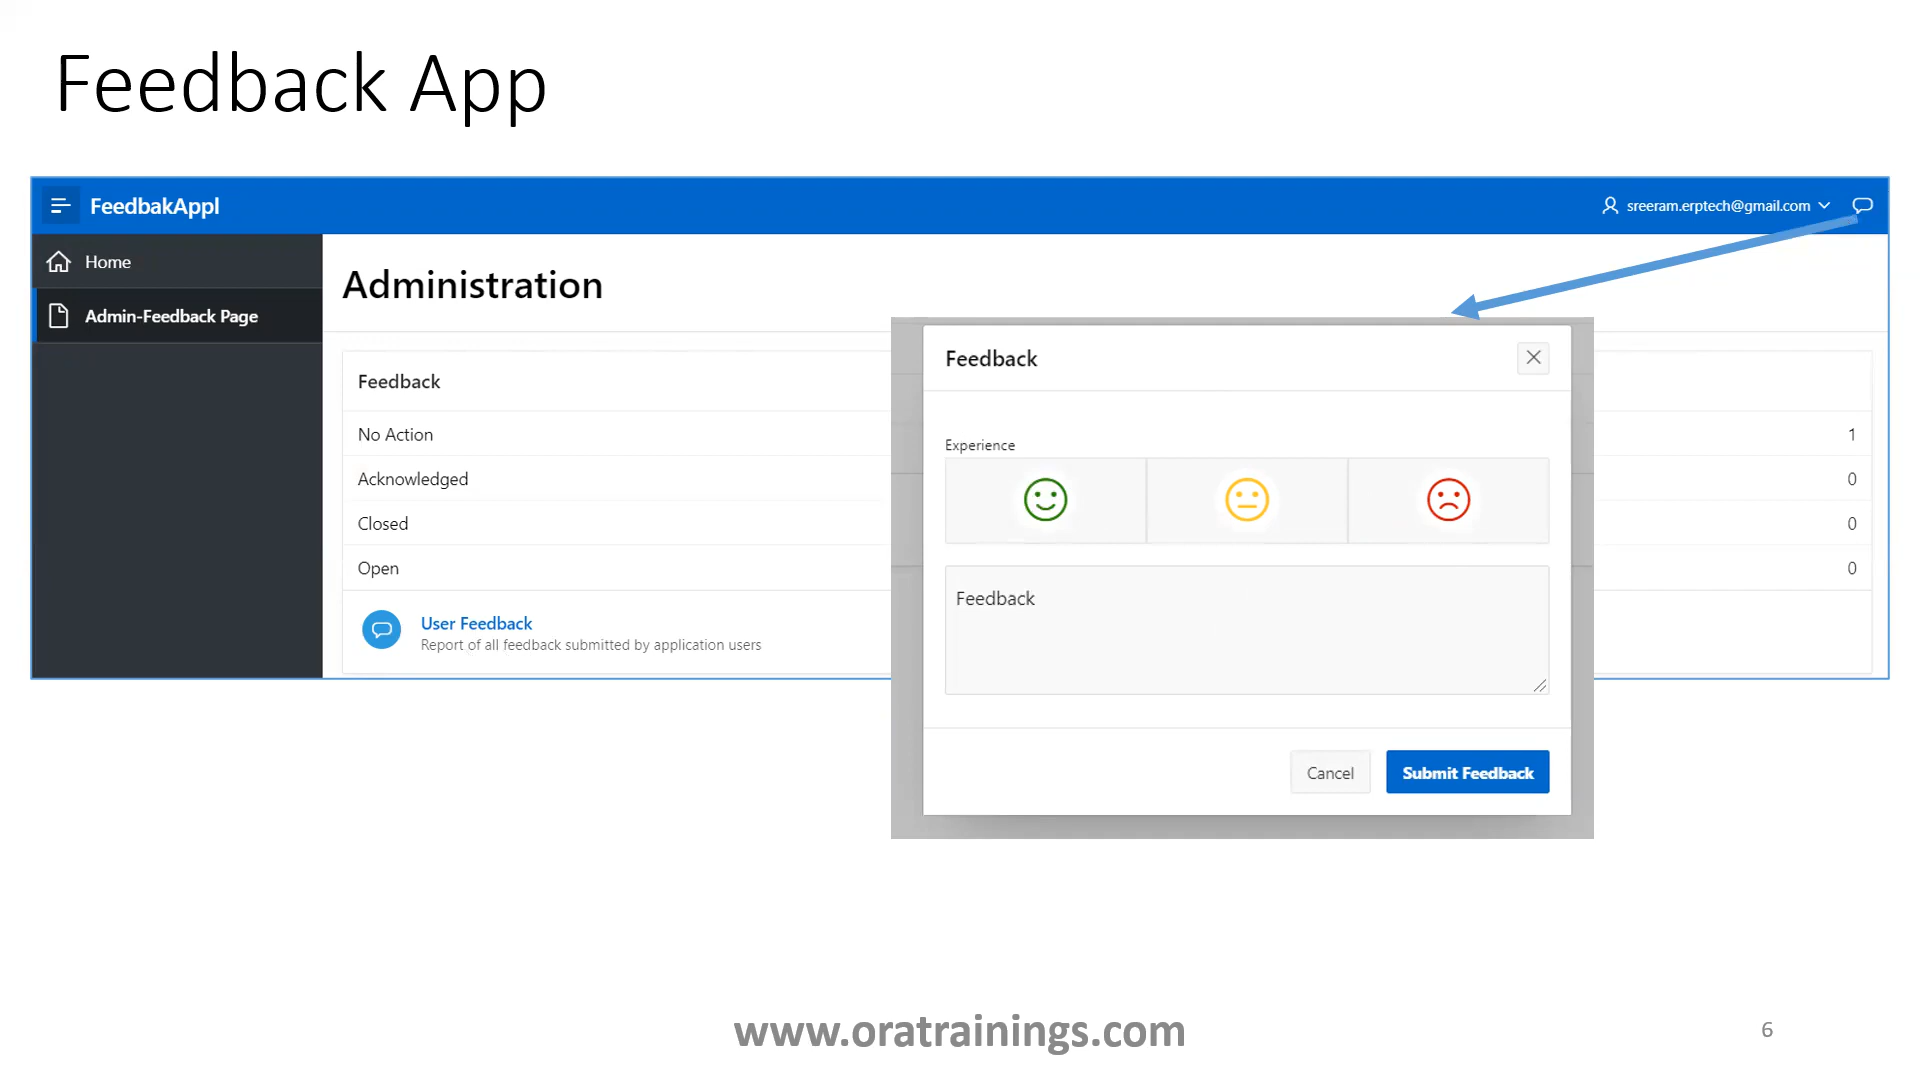 Feedback App
FeedbakAppl
sreeram.erptech@gmail.com
Home
Admin-Feedback Page
Administration
Feedback
No Action 1
Acknowledged 0
Closed 0
Open 0
User Feedback
Report of all feedback submitted by application users
Feedback
Experience
Feedback
Cancel
Submit Feedback
www.oratrainings.com
6